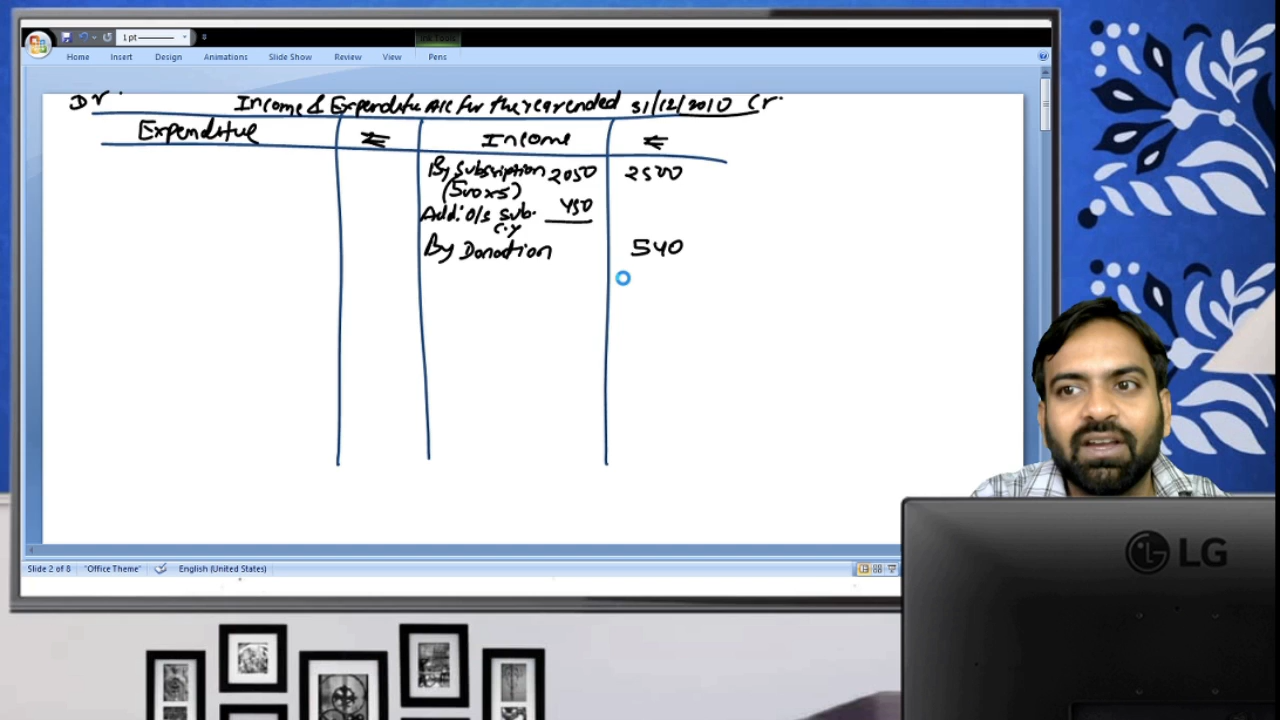 1 pt
Home Insert Design Animations Slide Show Review View Pens
Dr. Income & Expenditure A/c for the year ended 31/12/2010 Cr.
Expenditure Income
By Subscription 2050 2500
(500x5)
Add: o/s sub. 450
c.y
By Donation 540
Slide 2 of 8 "Office Theme" English (United States)
LG